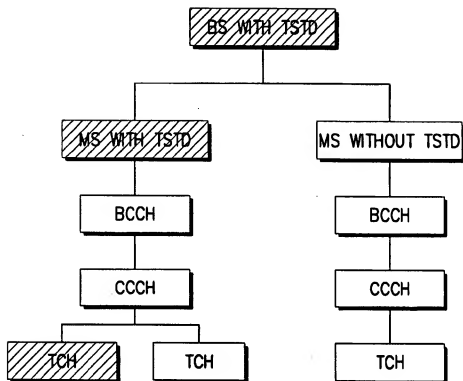 BS WITH TSTD
MS WITH TSTD
MS WITHOUT TSTD
BCCH
BCCH
CCCH
CCCH
TCH
TCH
TCH